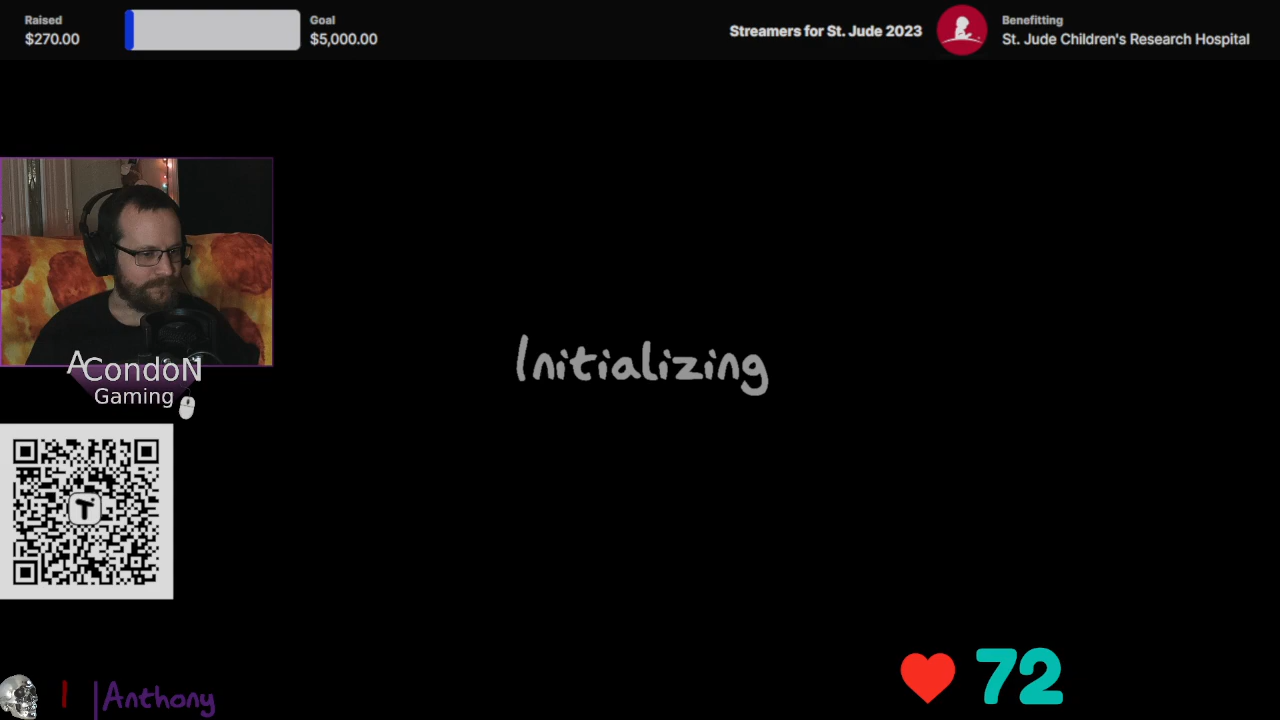 Raised
$270.00
Goal
$5,000.00
Streamers for St. Jude 2023
Benefitting
St. Jude Children's Research Hospital
ACondoN
Gaming
Initializing
T
1 |Anthony
72